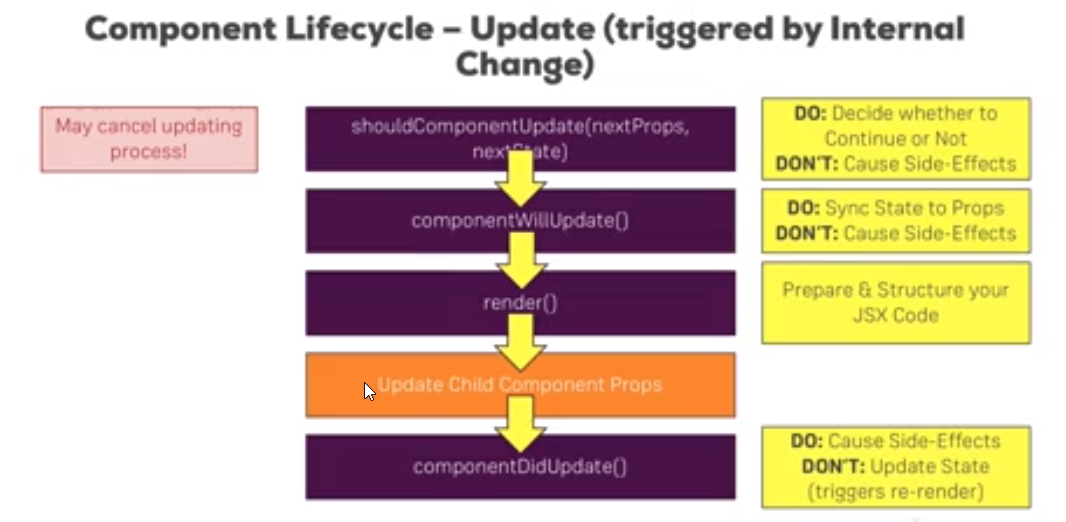 Component Lifecycle – Update (triggered by Internal
Change)
May cancel updating
process!
shouldComponentUpdate(nextProps,
nextState)
DO: Decide whether to
Continue or Not
DON'T: Cause Side-Effects
componentWillUpdate()
DO: Sync State to Props
DON'T: Cause Side-Effects
render()
Prepare & Structure your
JSX Code
Update Child Component Props
componentDidUpdate()
DO: Cause Side-Effects
DON'T: Update State
(triggers re-render)